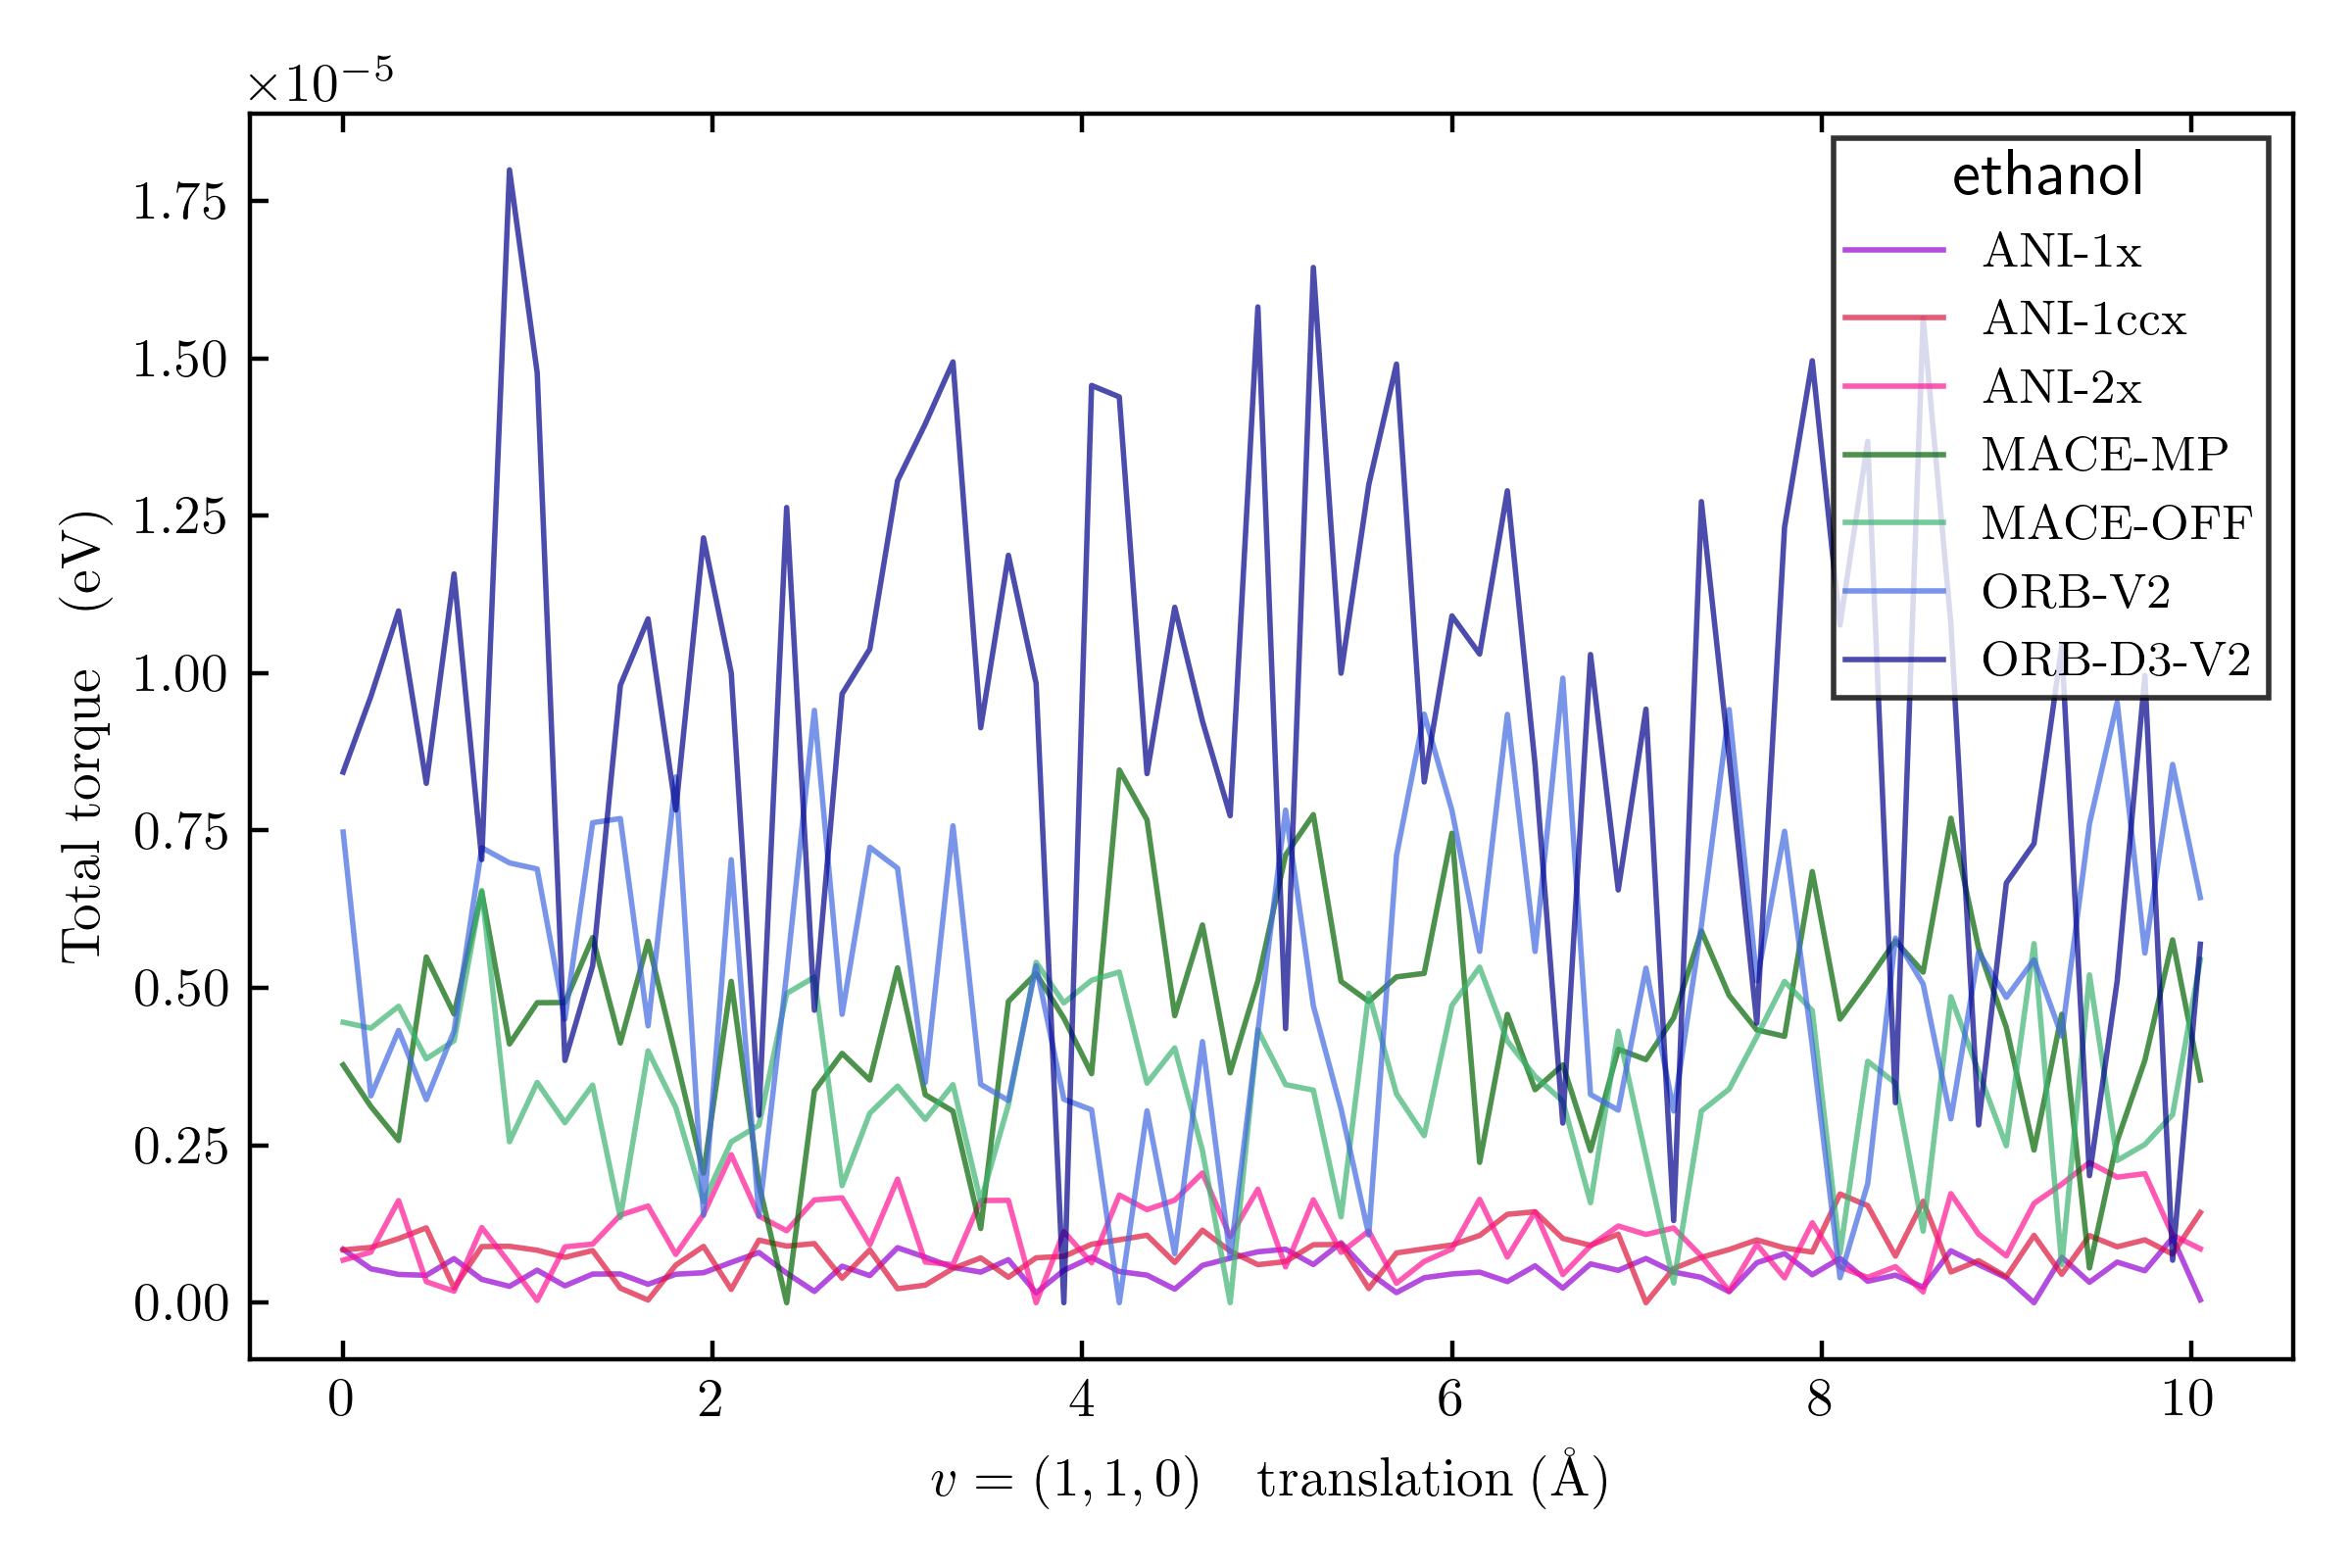 ×10⁻⁵
1.75
1.50
1.25
1.00
0.75
0.50
0.25
0.00
Total torque (eV)
ethanol
ANI-1x
ANI-1ccx
ANI-2x
MACE-MP
MACE-OFF
ORB-V2
ORB-D3-V2
0 2 4 6 8 10
v = (1, 1, 0) translation (Å)